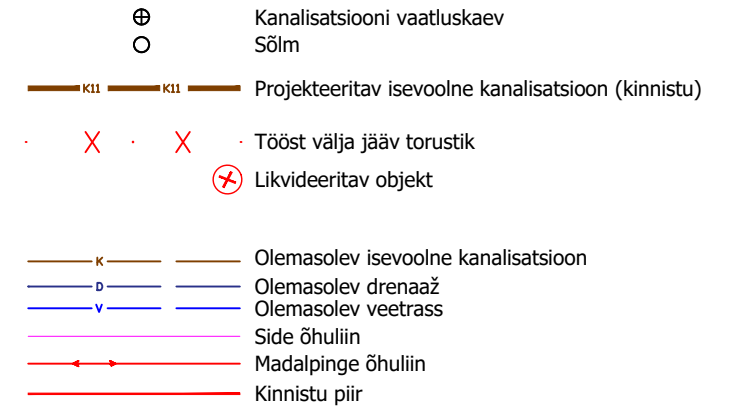 Kanalisatsiooni vaatluskaev
Sõlm
K11 K11 Projekteeritav isevoolne kanalisatsioon (kinnistu)
Tööst välja jääv torustik
Likvideeritav objekt
K Olemasolev isevoolne kanalisatsioon
D Olemasolev drenaaž
V Olemasolev veetrass
Side õhuliin
Madalpinge õhuliin
Kinnistu piir